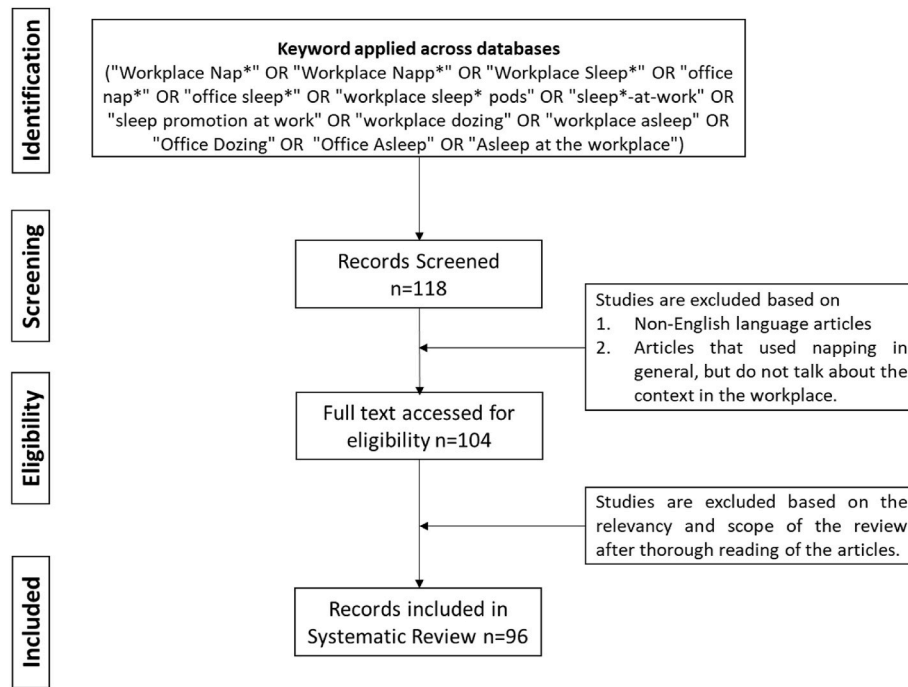 Identification
Keyword applied across databases
("Workplace Nap*" OR "Workplace Napp*" OR "Workplace Sleep*" OR "office
nap*" OR "office sleep*" OR "workplace sleep* pods" OR "sleep*-at-work" OR
"sleep promotion at work" OR "workplace dozing" OR "workplace asleep" OR
"Office Dozing" OR  "Office Asleep" OR "Asleep at the workplace")
Screening
Records Screened
n=118
Studies are excluded based on
1. Non-English language articles
2. Articles that used napping in
general, but do not talk about the
context in the workplace.
Eligibility
Full text accessed for
eligibility n=104
Studies are excluded based on the
relevancy and scope of the review
after thorough reading of the articles.
Included
Records included in
Systematic Review n=96